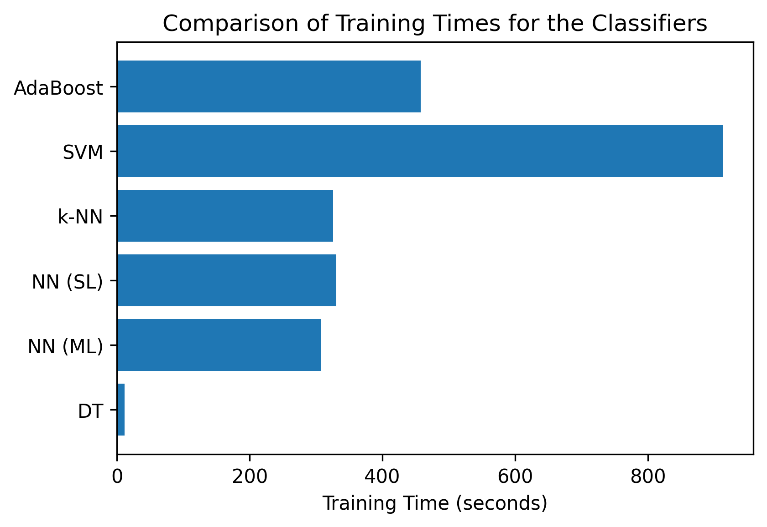 Comparison of Training Times for the Classifiers
AdaBoost
SVM
k-NN
NN (SL)
NN (ML)
DT
0 200 400 600 800
Training Time (seconds)